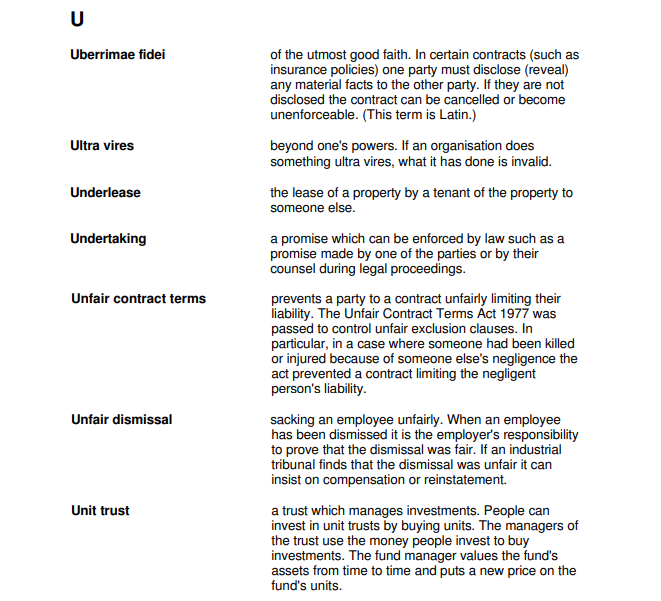 U
Uberrimae fidei of the utmost good faith. In certain contracts (such as
insurance policies) one party must disclose (reveal)
any material facts to the other party. If they are not
disclosed the contract can be cancelled or become
unenforceable. (This term is Latin.)
Ultra vires beyond one's powers. If an organisation does
something ultra vires, what it has done is invalid.
Underlease the lease of a property by a tenant of the property to
someone else.
Undertaking a promise which can be enforced by law such as a
promise made by one of the parties or by their
counsel during legal proceedings.
Unfair contract terms prevents a party to a contract unfairly limiting their
liability. The Unfair Contract Terms Act 1977 was
passed to control unfair exclusion clauses. In
particular, in a case where someone had been killed
or injured because of someone else's negligence the
act prevented a contract limiting the negligent
person's liability.
Unfair dismissal sacking an employee unfairly. When an employee
has been dismissed it is the employer's responsibility
to prove that the dismissal was fair. If an industrial
tribunal finds that the dismissal was unfair it can
insist on compensation or reinstatement.
Unit trust a trust which manages investments. People can
invest in unit trusts by buying units. The managers of
the trust use the money people invest to buy
investments. The fund manager values the fund's
assets from time to time and puts a new price on the
fund's units.